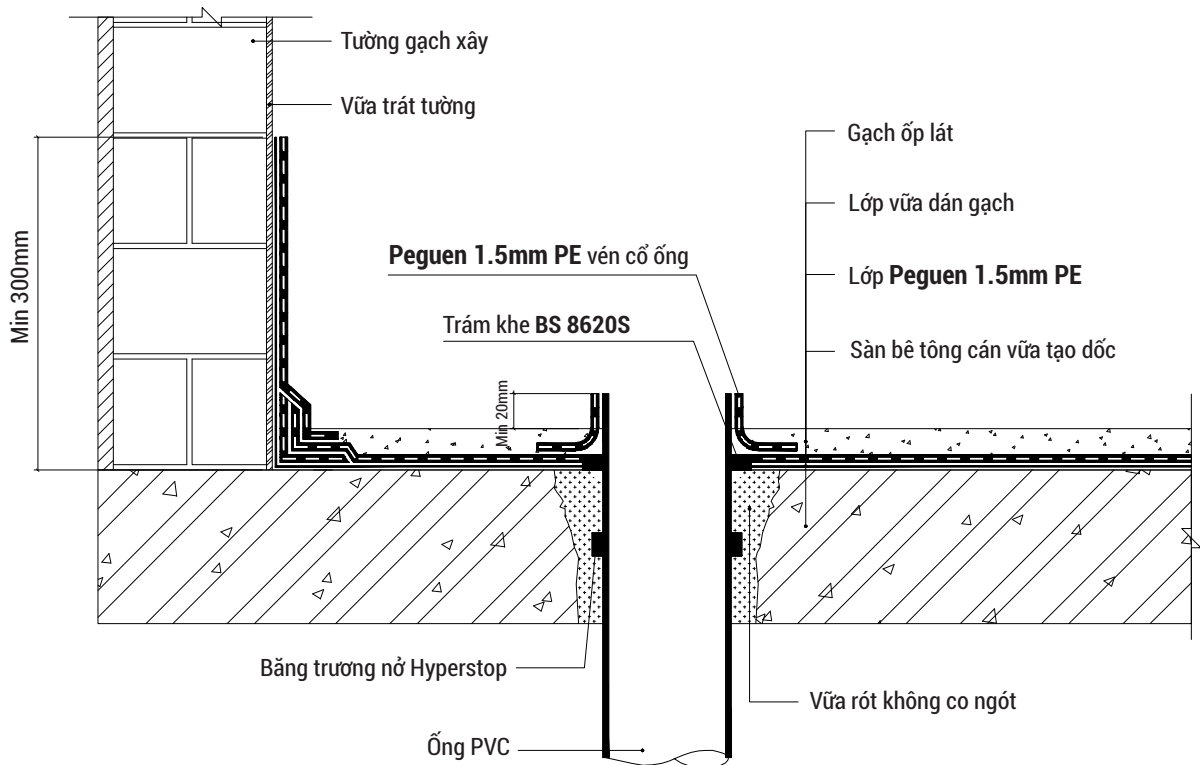 Tường gạch xây
Vữa trát tường
Gạch ốp lát
Lớp vữa dán gạch
Peguen 1.5mm PE vén cổ ống
Lớp Peguen 1.5mm PE
Min 300mm
Trám khe BS 8620S
Sàn bê tông cán vữa tạo dốc
Min 20mm
Băng trương nở Hyperstop
Vữa rót không co ngót
Ống PVC